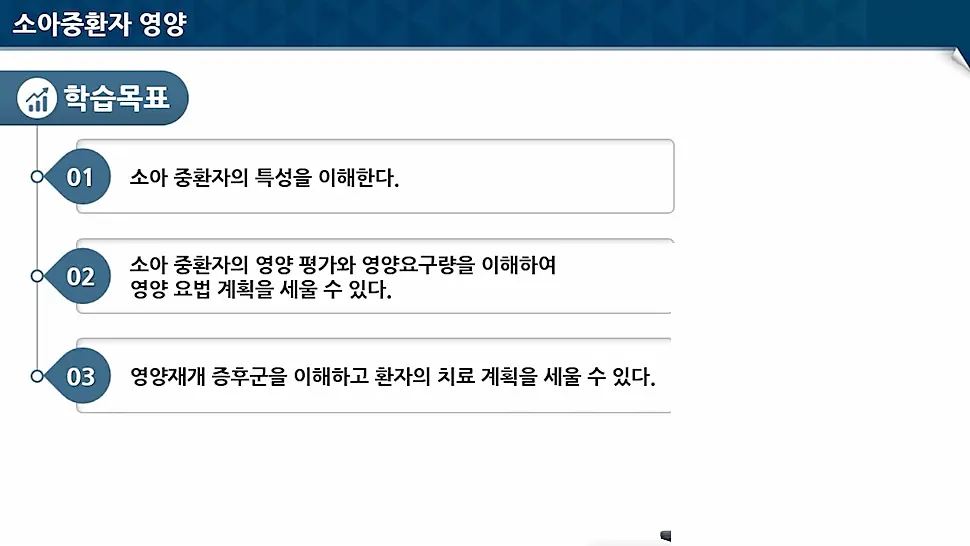 소아중환자 영양
학습목표
01
소아 중환자의 특성을 이해한다.
02
소아 중환자의 영양 평가와 영양요구량을 이해하여
영양 요법 계획을 세울 수 있다.
03
영양재개 증후군을 이해하고 환자의 치료 계획을 세울 수 있다.